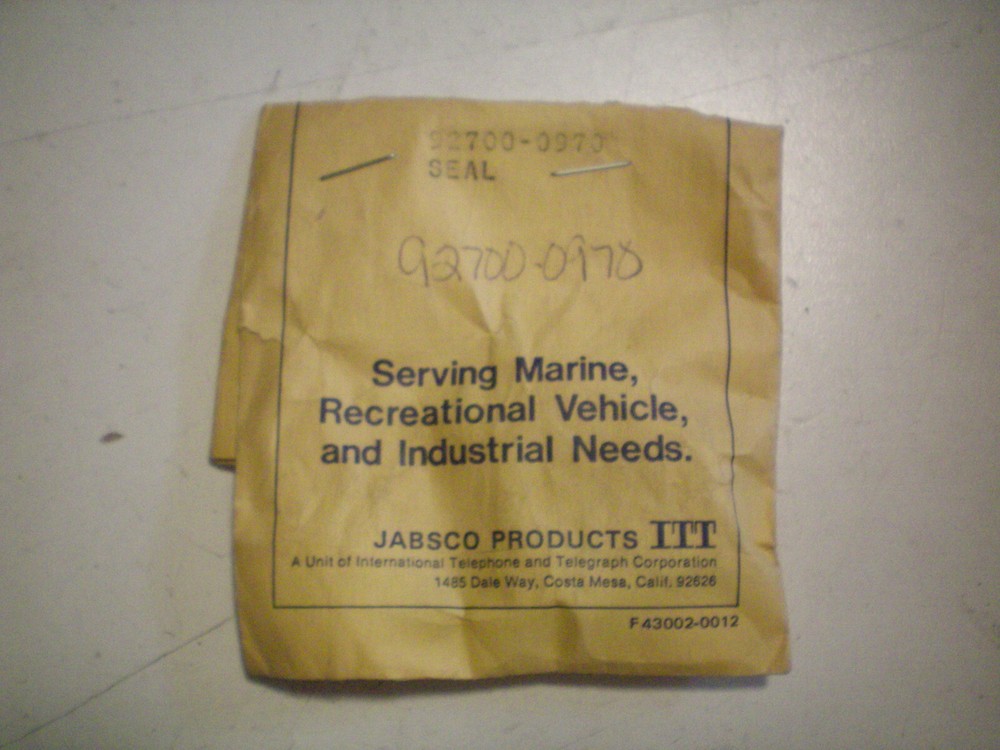 92700-0970
SEAL
92700-0970
Serving Marine,
Recreational Vehicle,
and Industrial Needs.
JABSCO PRODUCTS ITT
A Unit of International Telephone and Telegraph Corporation
1485 Dale Way, Costa Mesa, Calif. 92626
F43002-0012